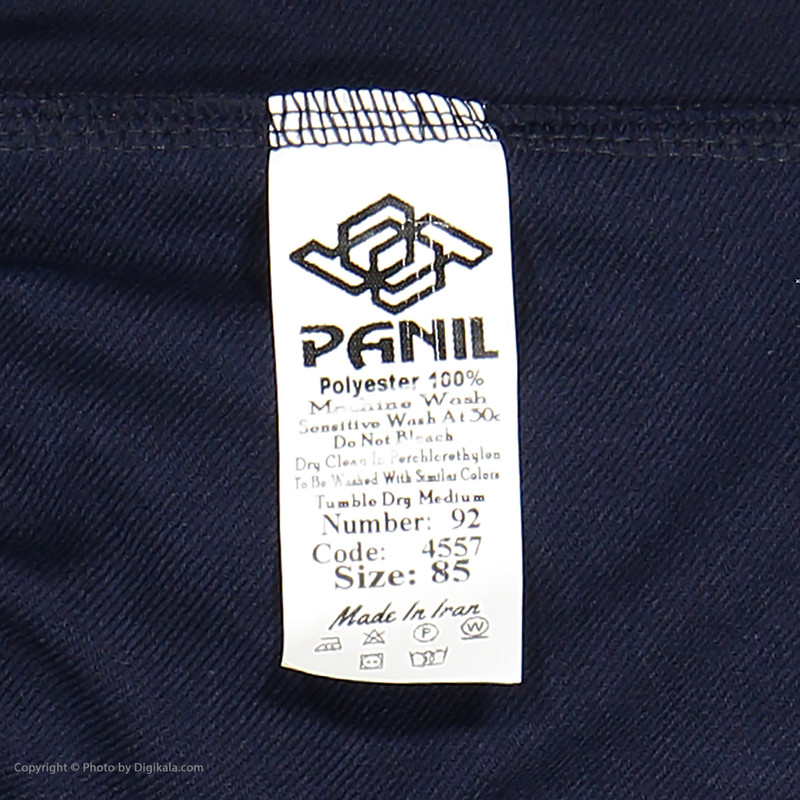 PANIL
Polyester 100%
Machine Wash
Sensitive Wash At 30c
Do Not Bleach
Dry Clean In Perchlorethylen
To Be Washed With Similar Colors
Tumble Dry Medium
Number: 92
Code: 4557
Size: 85
Made In Iran
P W
Copyright © Photo by Digikala.com